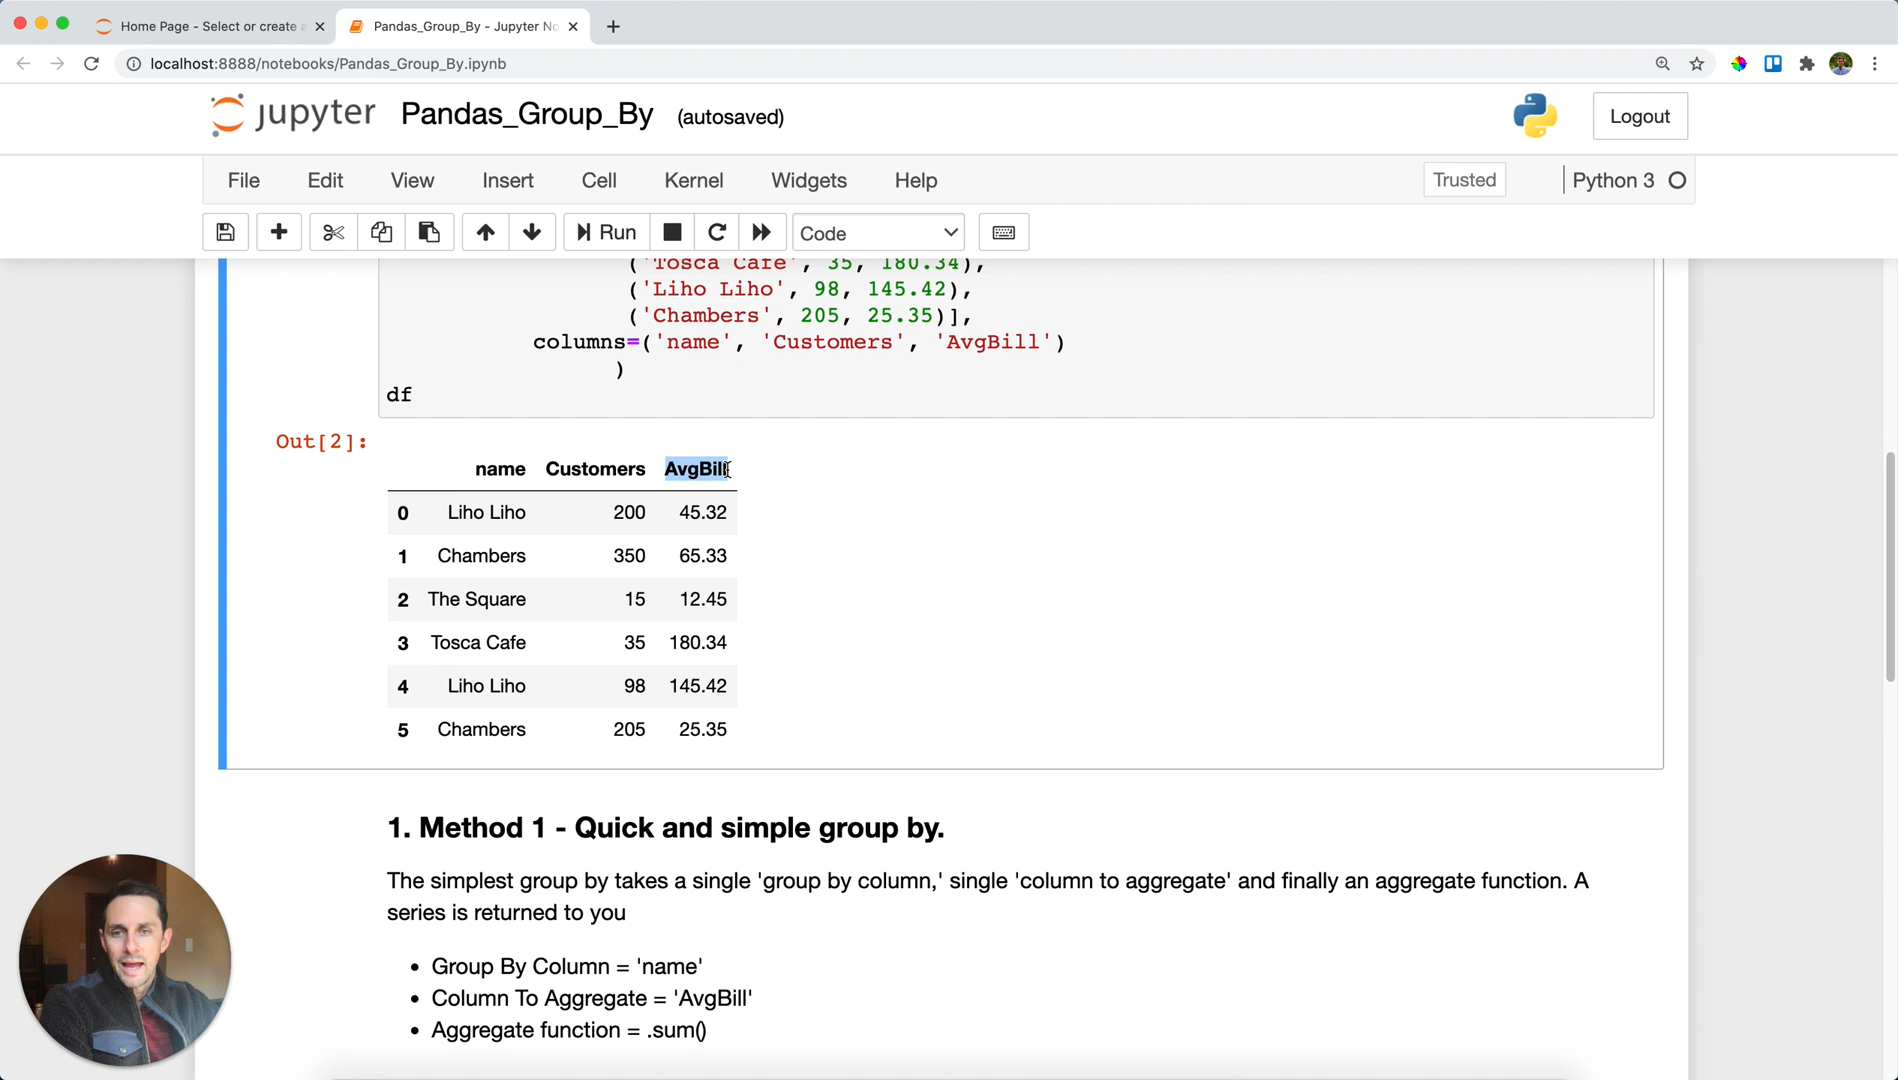 Home Page - Select or create a
Pandas_Group_By - Jupyter No
localhost:8888/notebooks/Pandas_Group_By.ipynb
jupyter Pandas_Group_By (autosaved)
Logout
File Edit View Insert Cell Kernel Widgets Help
Trusted
Python 3
Run
Code
('Tosca Cafe', 35, 180.34),
('Liho Liho', 98, 145.42),
('Chambers', 205, 25.35)],
columns=('name', 'Customers', 'AvgBill')
)
df
Out[2]:
name Customers AvgBill
0 Liho Liho 200 45.32
1 Chambers 350 65.33
2 The Square 15 12.45
3 Tosca Cafe 35 180.34
4 Liho Liho 98 145.42
5 Chambers 205 25.35
1. Method 1 - Quick and simple group by.
The simplest group by takes a single 'group by column,' single 'column to aggregate' and finally an aggregate function. A
series is returned to you
• Group By Column = 'name'
• Column To Aggregate = 'AvgBill'
• Aggregate function = .sum()